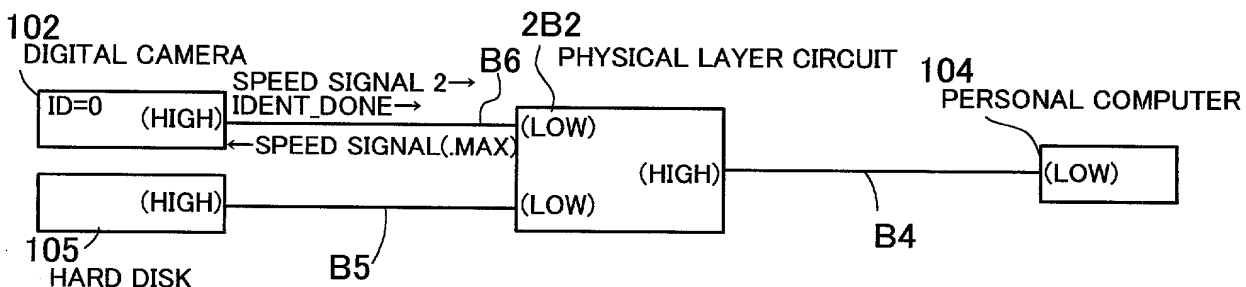 102
DIGITAL CAMERA
ID=0
(HIGH)
SPEED SIGNAL 2→
IDENT_DONE→
←SPEED SIGNAL(.MAX)
B6
2B2
PHYSICAL LAYER CIRCUIT
(LOW)
(HIGH)
(LOW)
104
PERSONAL COMPUTER
(LOW)
B4
(HIGH)
105
HARD DISK
B5